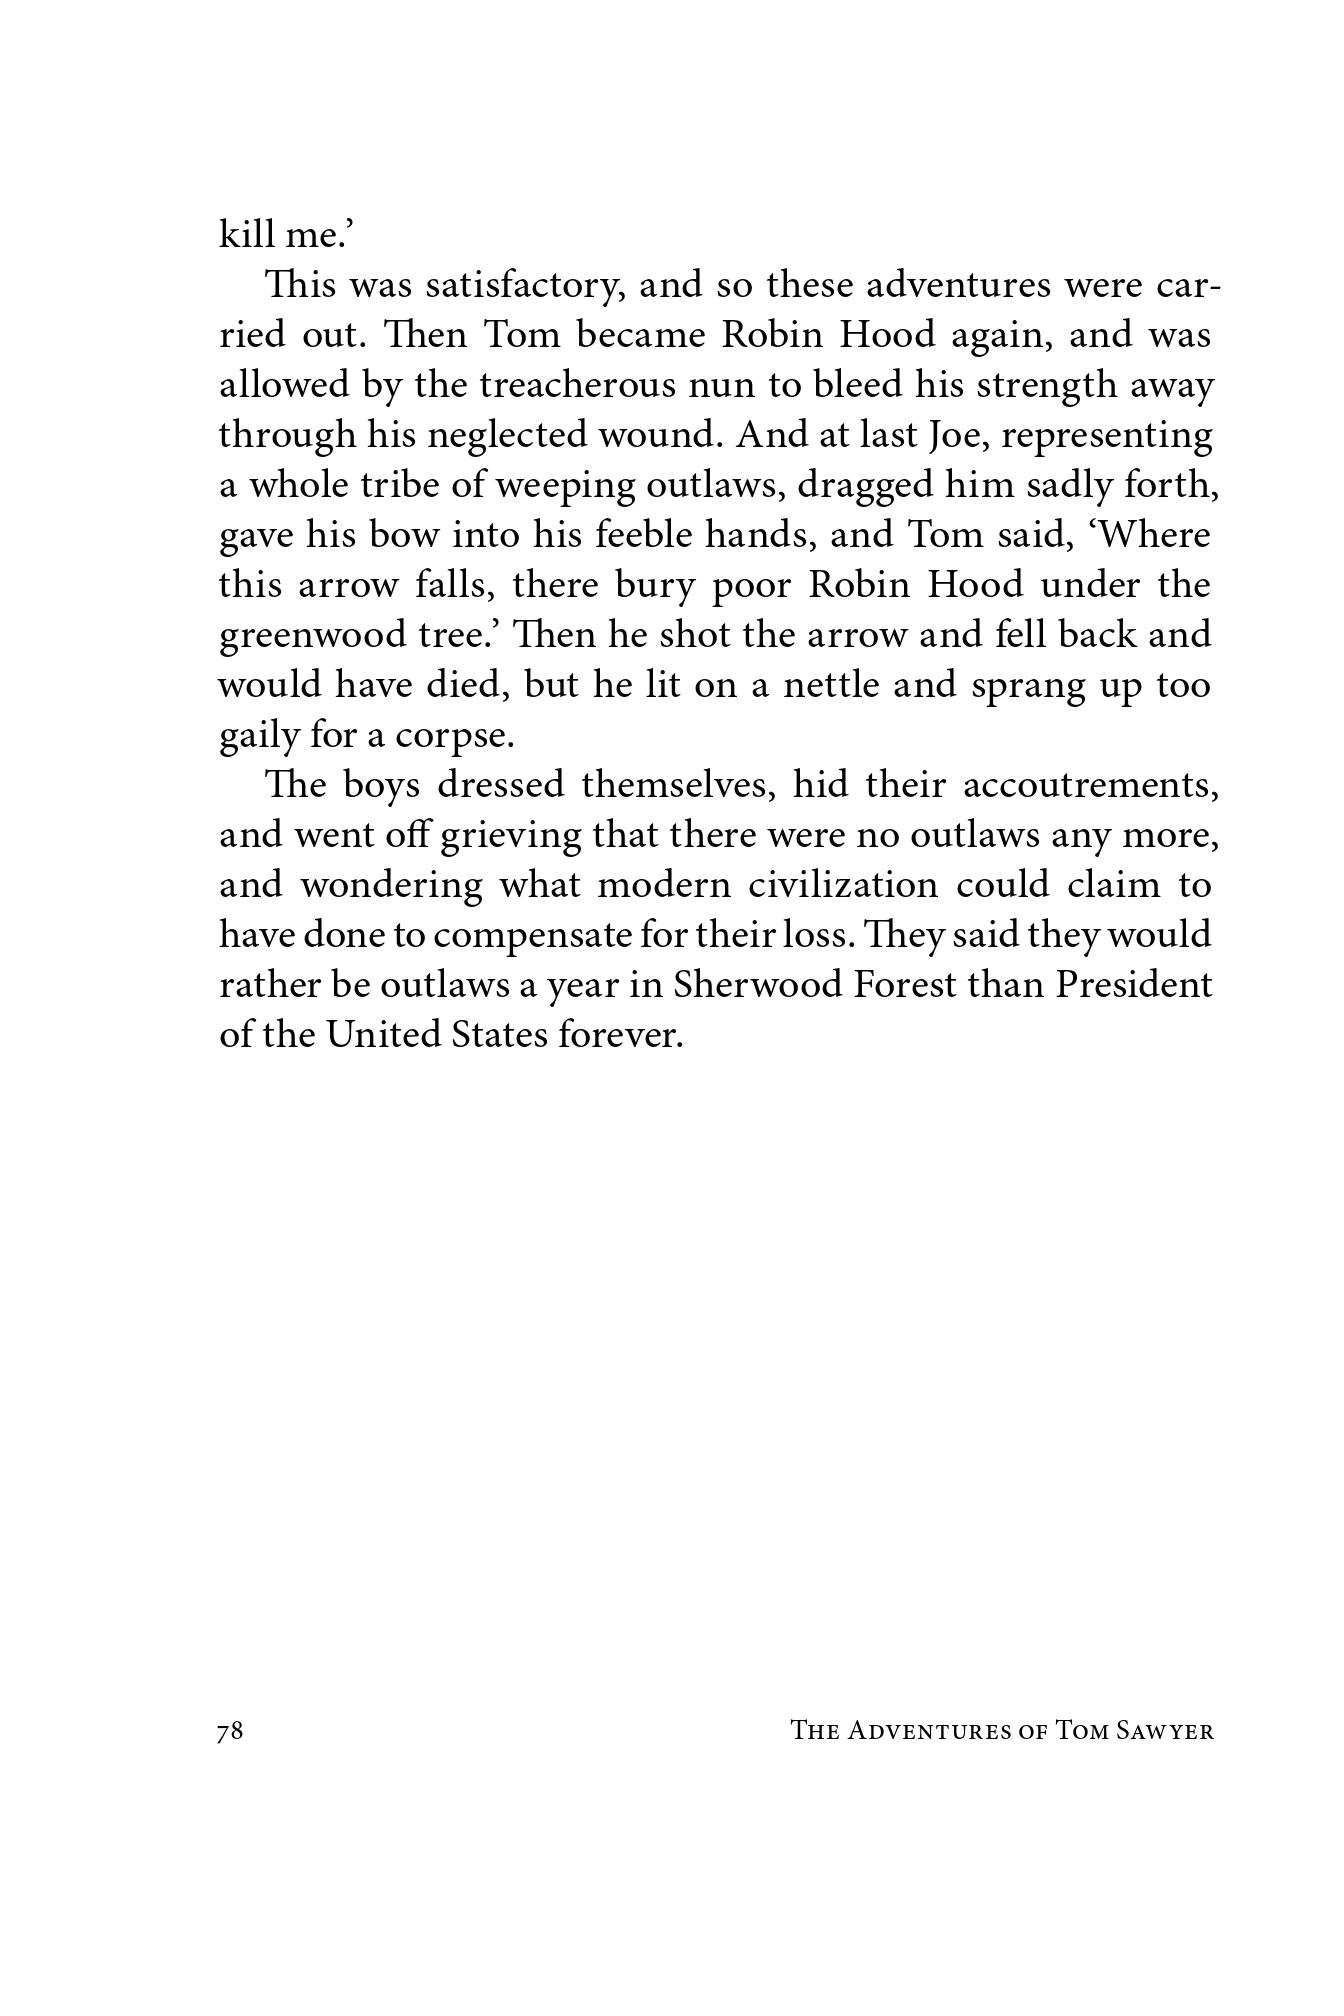 kill me.’
This was satisfactory, and so these adventures were car-
ried out. Then Tom became Robin Hood again, and was
allowed by the treacherous nun to bleed his strength away
through his neglected wound. And at last Joe, representing
a whole tribe of weeping outlaws, dragged him sadly forth,
gave his bow into his feeble hands, and Tom said, ‘Where
this arrow falls, there bury poor Robin Hood under the
greenwood tree.’ Then he shot the arrow and fell back and
would have died, but he lit on a nettle and sprang up too
gaily for a corpse.
The boys dressed themselves, hid their accoutrements,
and went off grieving that there were no outlaws any more,
and wondering what modern civilization could claim to
have done to compensate for their loss. They said they would
rather be outlaws a year in Sherwood Forest than President
of the United States forever.
78 The Adventures of Tom Sawyer